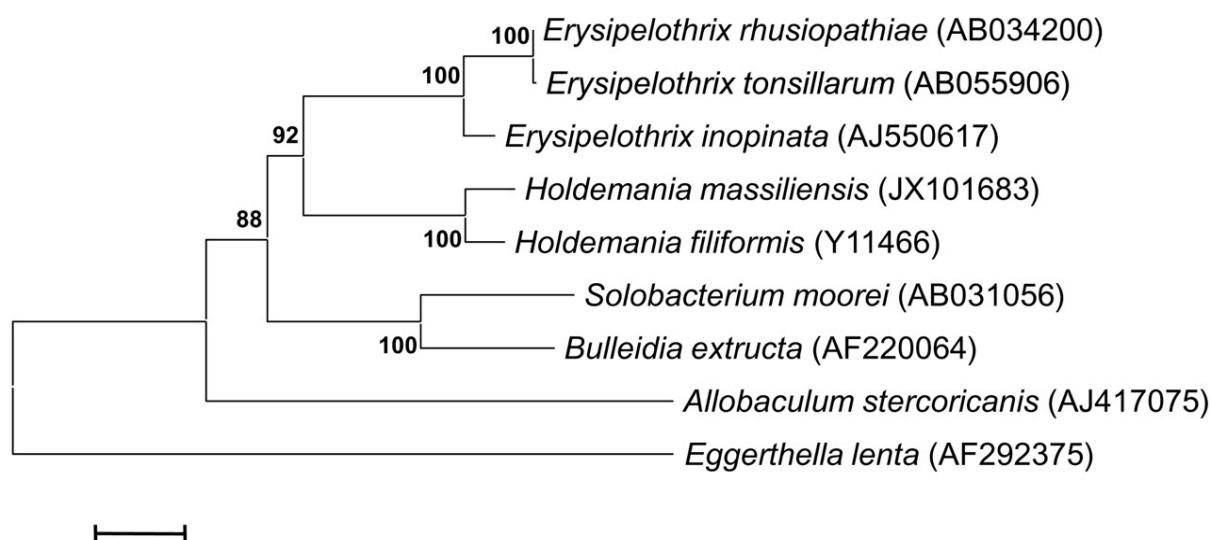 100 Erysipelothrix rhusiopathiae (AB034200)
100 Erysipelothrix tonsillarum (AB055906)
92 Erysipelothrix inopinata (AJ550617)
Holdemania massiliensis (JX101683)
88 100 Holdemania filiformis (Y11466)
Solobacterium moorei (AB031056)
100 Bulleidia extructa (AF220064)
Allobaculum stercoricanis (AJ417075)
Eggerthella lenta (AF292375)